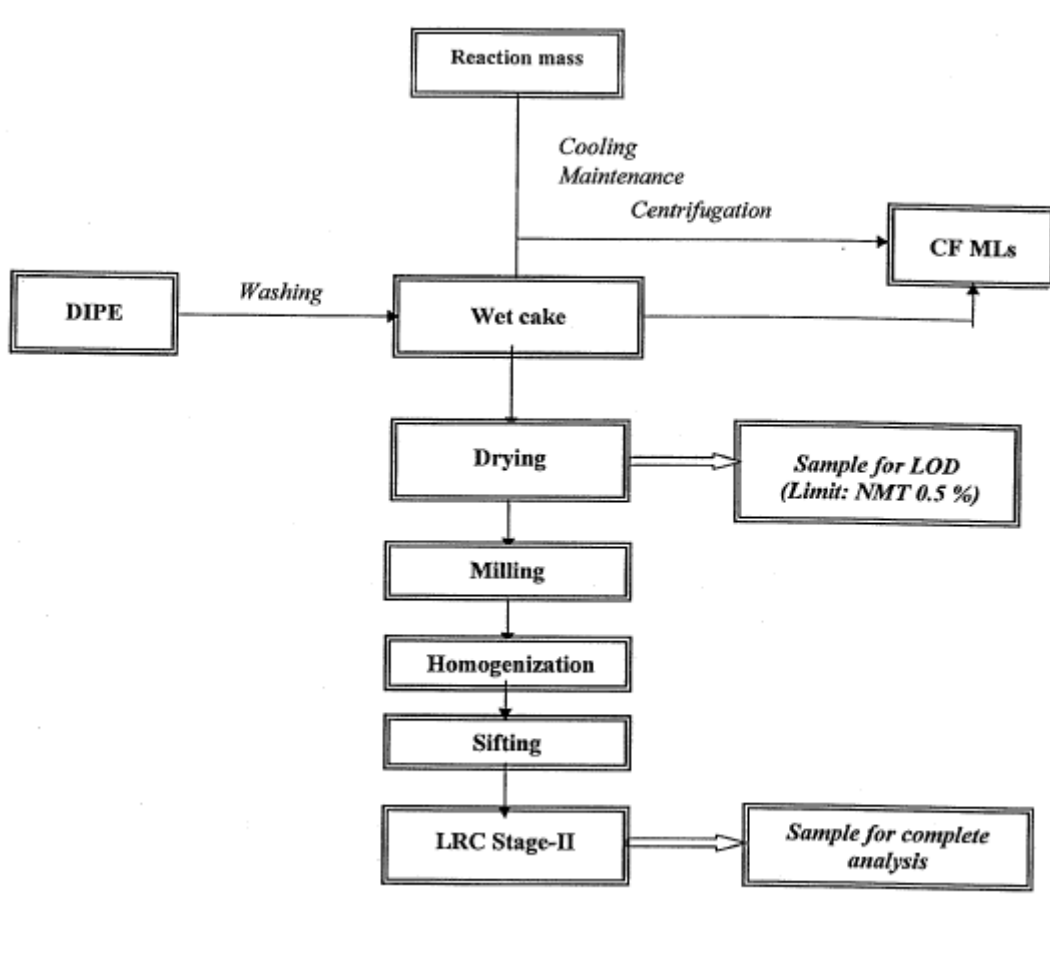 Reaction mass
Cooling
Maintenance
Centrifugation
CF MLs
DIPE
Washing
Wet cake
Drying
Sample for LOD
(Limit: NMT 0.5 %)
Milling
Homogenization
Sifting
LRC Stage-II
Sample for complete
analysis